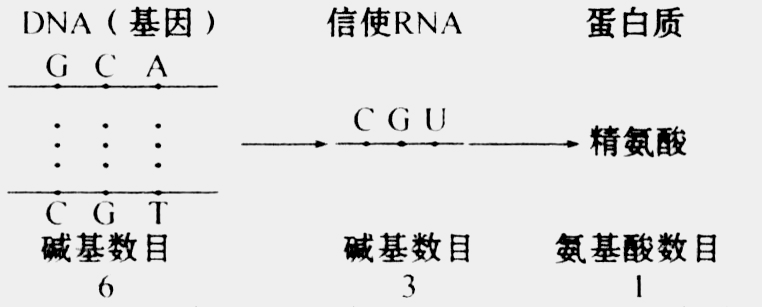 DNA（基因） 信使RNA 蛋白质
G C A
C G U
精氨酸
C G T
碱基数目 碱基数目 氨基酸数目
6 3 1